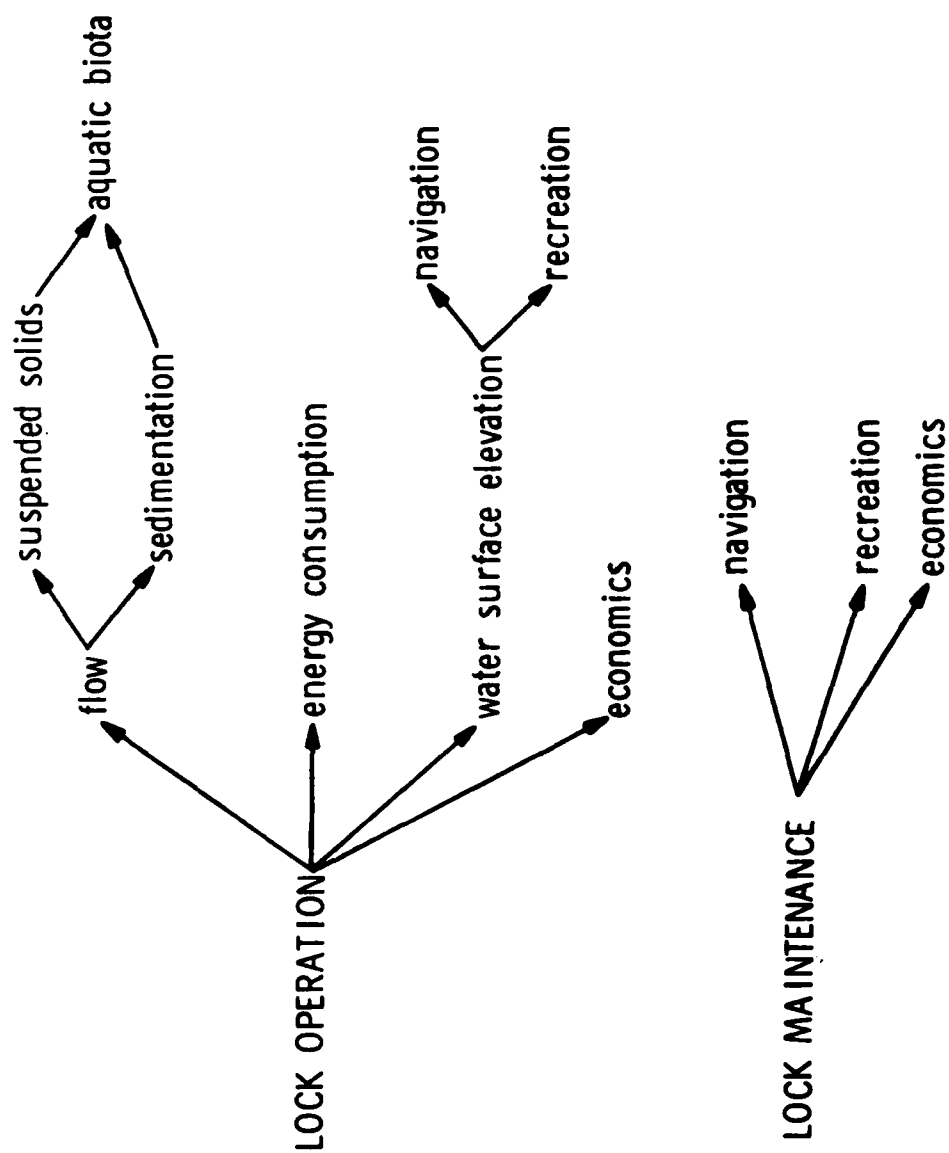 LOCK OPERATION
flow
suspended solids
sedimentation
aquatic biota
energy consumption
water surface elevation
navigation
recreation
economics
LOCK MAINTENANCE
navigation
recreation
economics